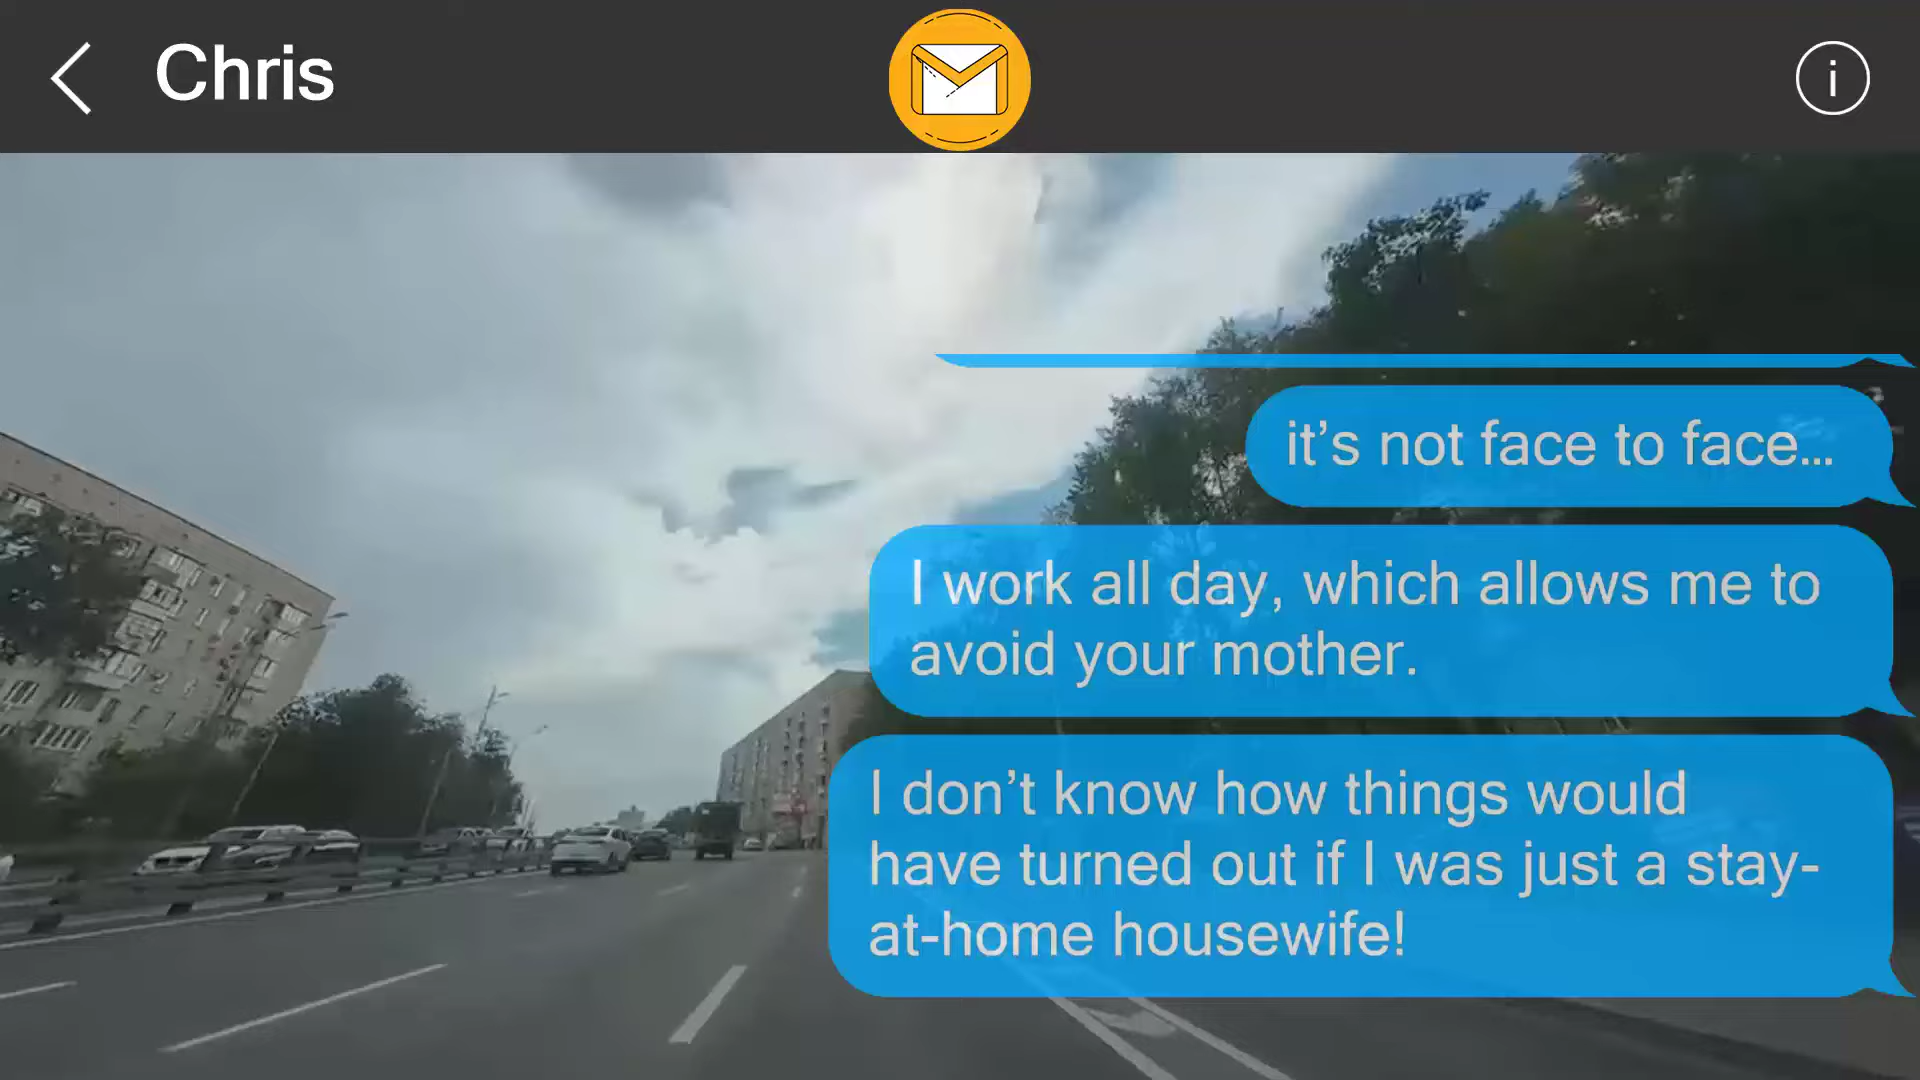 Chris
i
it’s not face to face...
I work all day, which allows me to
avoid your mother.
I don’t know how things would
have turned out if I was just a stay-
at-home housewife!